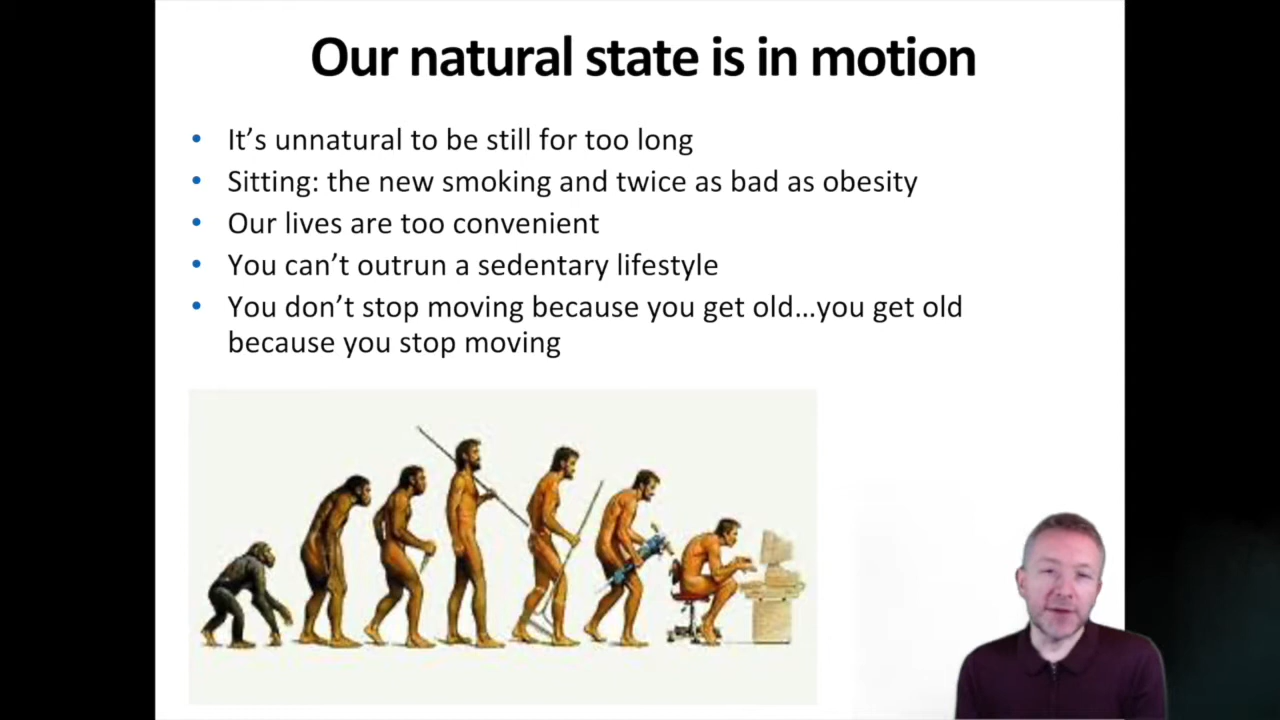 Our natural state is in motion
• It’s unnatural to be still for too long
• Sitting: the new smoking and twice as bad as obesity
• Our lives are too convenient
• You can’t outrun a sedentary lifestyle
• You don’t stop moving because you get old…you get old
because you stop moving